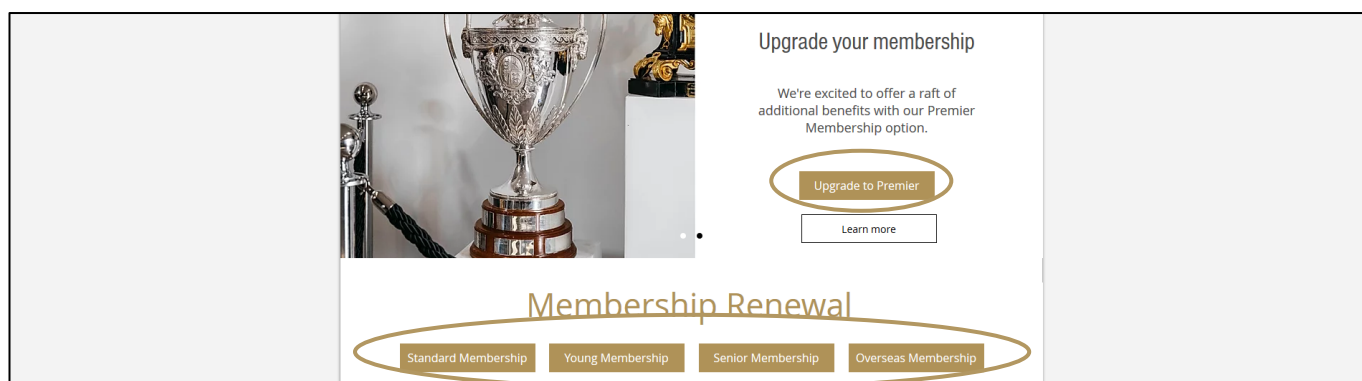 Upgrade your membership
We're excited to offer a raft of
additional benefits with our Premier
Membership option.
Upgrade to Premier
Learn more
Membership Renewal
Standard Membership
Young Membership
Senior Membership
Overseas Membership